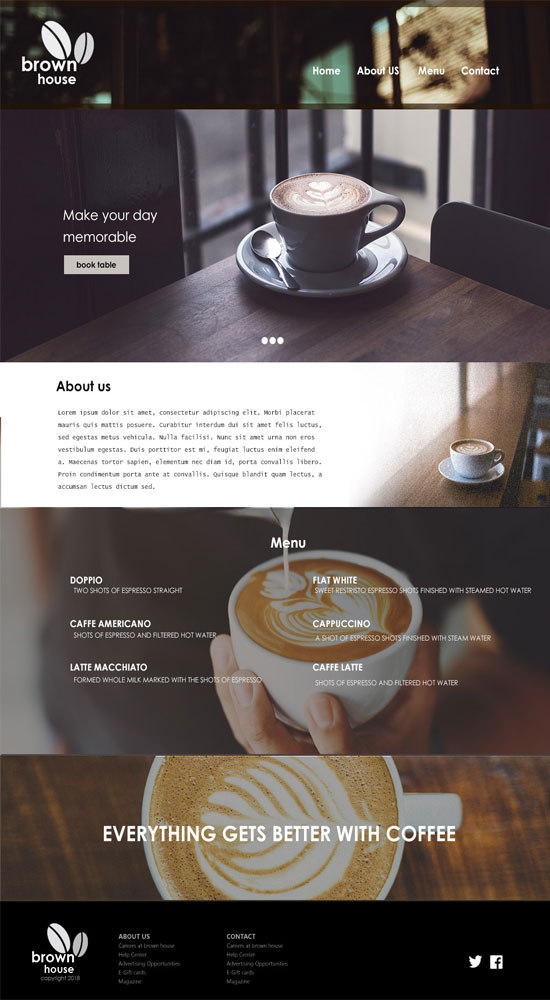 brown
house
Home About US Menu Contact
Make your day
memorable
book table
About us
Lorem ipsum dolor sit amet, consectetur adipiscing elit. Morbi placerat
mauris quis mattis posuere. Curabitur interdum dui sit amet felis luctus,
sed egestas metus vehicula. Nulla facilisi. Nunc sit amet urna non eros
vestibulum egestas. Duis porttitor est mi, feugiat luctus enim eleifend
a. Maecenas tortor sapien, elementum nec diam id, porta convallis libero.
Proin condimentum porta ante at convallis. Quisque blandit quam lectus, a
accumsan lectus dictum sed.
Menu
DOPPIO
TWO SHOTS OF ESPRESSO STRAIGHT
FLAT WHITE
SWEET RESTRISTO ESPRESSO SHOTS FINISHED WITH STEAMED HOT WATER
CAFFE AMERICANO
SHOTS OF ESPRESSO AND FILTERED HOT WATER
CAPPUCCINO
A SHOT OF ESPRESSO SHOTS FINISHED WITH STEAM WATER
LATTE MACCHIATO
FORMED WHOLE MILK MARKED WITH THE SHOTS OF ESPRESSO
CAFFE LATTE
SHOTS OF ESPRESSO AND FILTERED HOT WATER
EVERYTHING GETS BETTER WITH COFFEE
brown
house
copyright 2018
ABOUT US
Careers at brown house
Help Center
Advertising Opportunities
E-Gift cards
Magazine
CONTACT
Careers at brown house
Help Center
Advertising Opportunities
E-Gift cards
Magazine